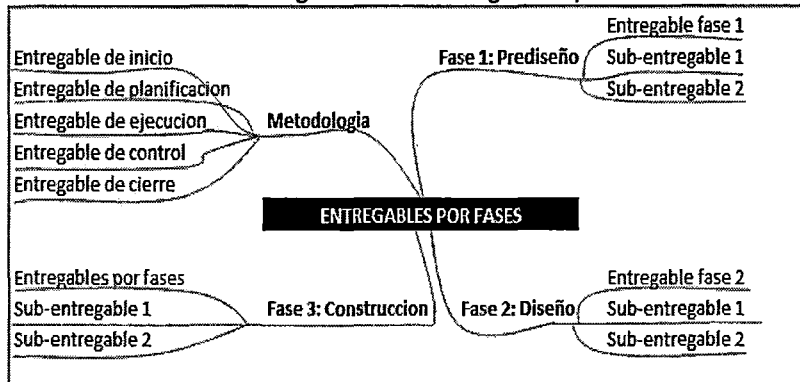 Entregable de inicio
Entregable de planificacion
Entregable de ejecucion
Entregable de control
Entregable de cierre
Metodologia
Fase 1: Prediseño
Entregable fase 1
Sub-entregable 1
Sub-entregable 2
ENTREGABLES POR FASES
Entregables por fases
Sub-entregable 1
Sub-entregable 2
Fase 3: Construccion
Fase 2: Diseño
Entregable fase 2
Sub-entregable 1
Sub-entregable 2